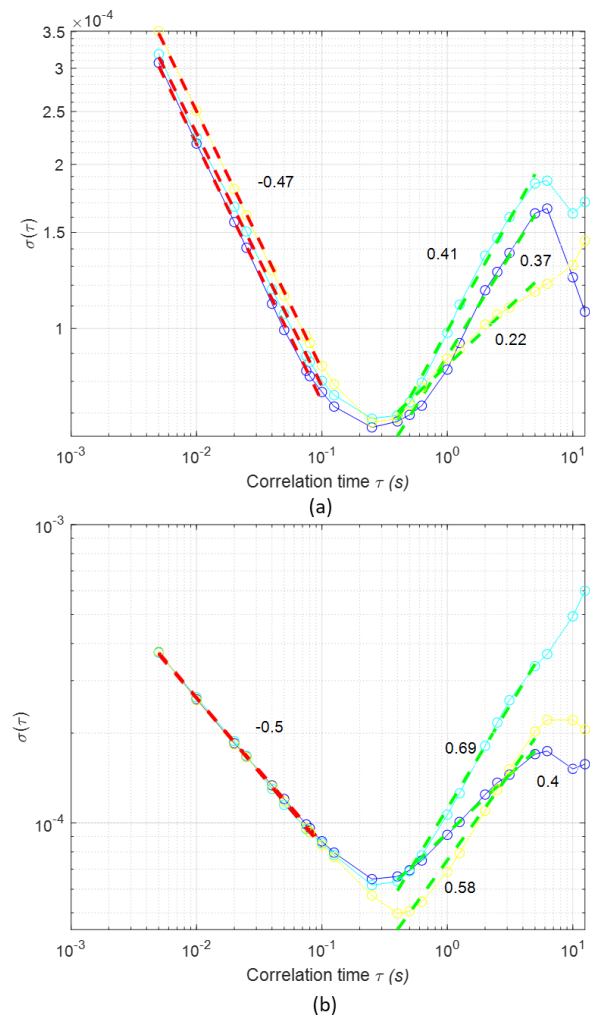 ×10⁻⁴
3.5
3
2.5
2
1.5
1
σ(τ)
-0.47
0.41
0.37
0.22
10⁻³ 10⁻² 10⁻¹ 10⁰ 10¹
Correlation time τ (s)
(a)
10⁻³
10⁻⁴
σ(τ)
-0.5
0.69
0.4
0.58
10⁻³ 10⁻² 10⁻¹ 10⁰ 10¹
Correlation time τ (s)
(b)